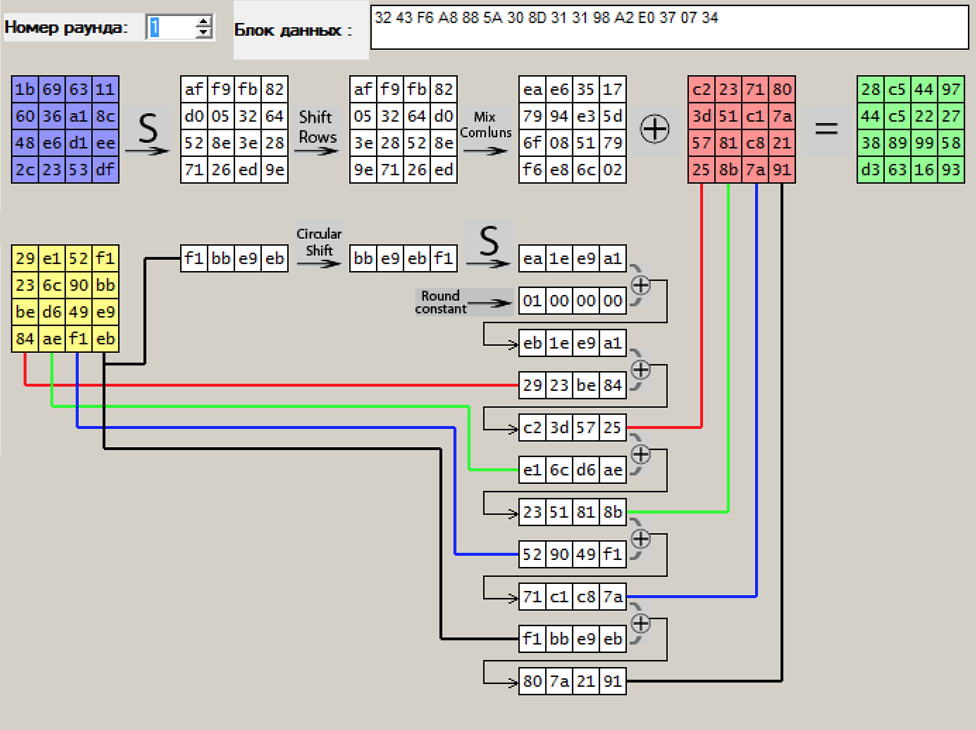 Номер раунда: 1 Блок данных : 32 43 F6 A8 88 5A 30 8D 31 31 98 A2 E0 37 07 34
1b 69 63 11 af f9 fb 82 af f9 fb 82 ea e6 35 17 c2 23 71 80 28 c5 44 97
60 36 a1 8c S d0 05 32 64 Shift 05 32 64 d0 Mix 79 94 e3 5d 3d 51 c1 7a = 44 c5 22 27
48 e6 d1 ee 52 8e 3e 28 Rows 3e 28 52 8e Comluns 6f 08 51 79 57 81 c8 21 38 89 99 58
2c 23 53 df 71 26 ed 9e 9e 71 26 ed f6 e8 6c 02 25 8b 7a 91 d3 63 16 93
Circular
29 e1 52 f1 f1 bb e9 eb Shift bb e9 eb f1 S ea 1e e9 a1
23 6c 90 bb
Round
be d6 49 e9 constant 01 00 00 00
84 ae f1 eb eb 1e e9 a1
29 23 be 84
c2 3d 57 25
e1 6c d6 ae
23 51 81 8b
52 90 49 f1
71 c1 c8 7a
f1 bb e9 eb
80 7a 21 91